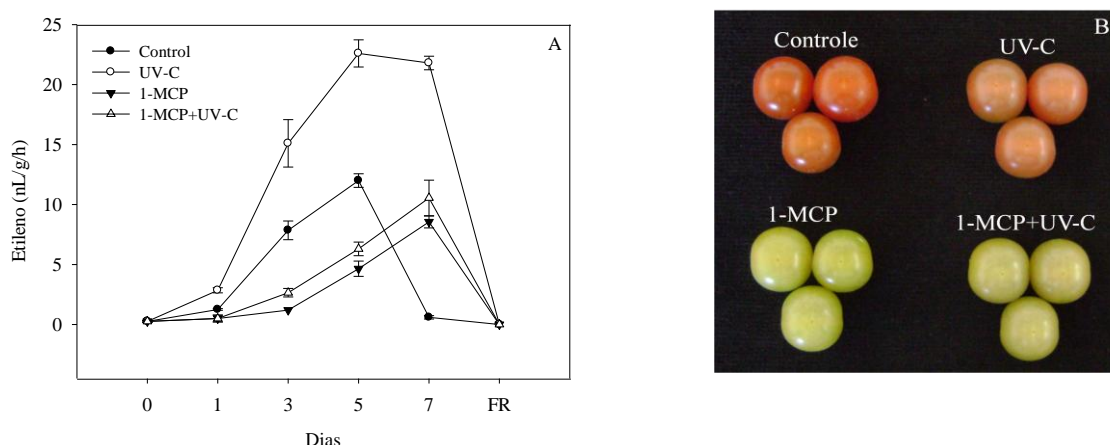 A
Control
UV-C
1-MCP
1-MCP+UV-C
Etileno (nL/g/h)
25
20
15
10
5
0
0 1 3 5 7 FR
Dias
B
Controle
UV-C
1-MCP
1-MCP+UV-C